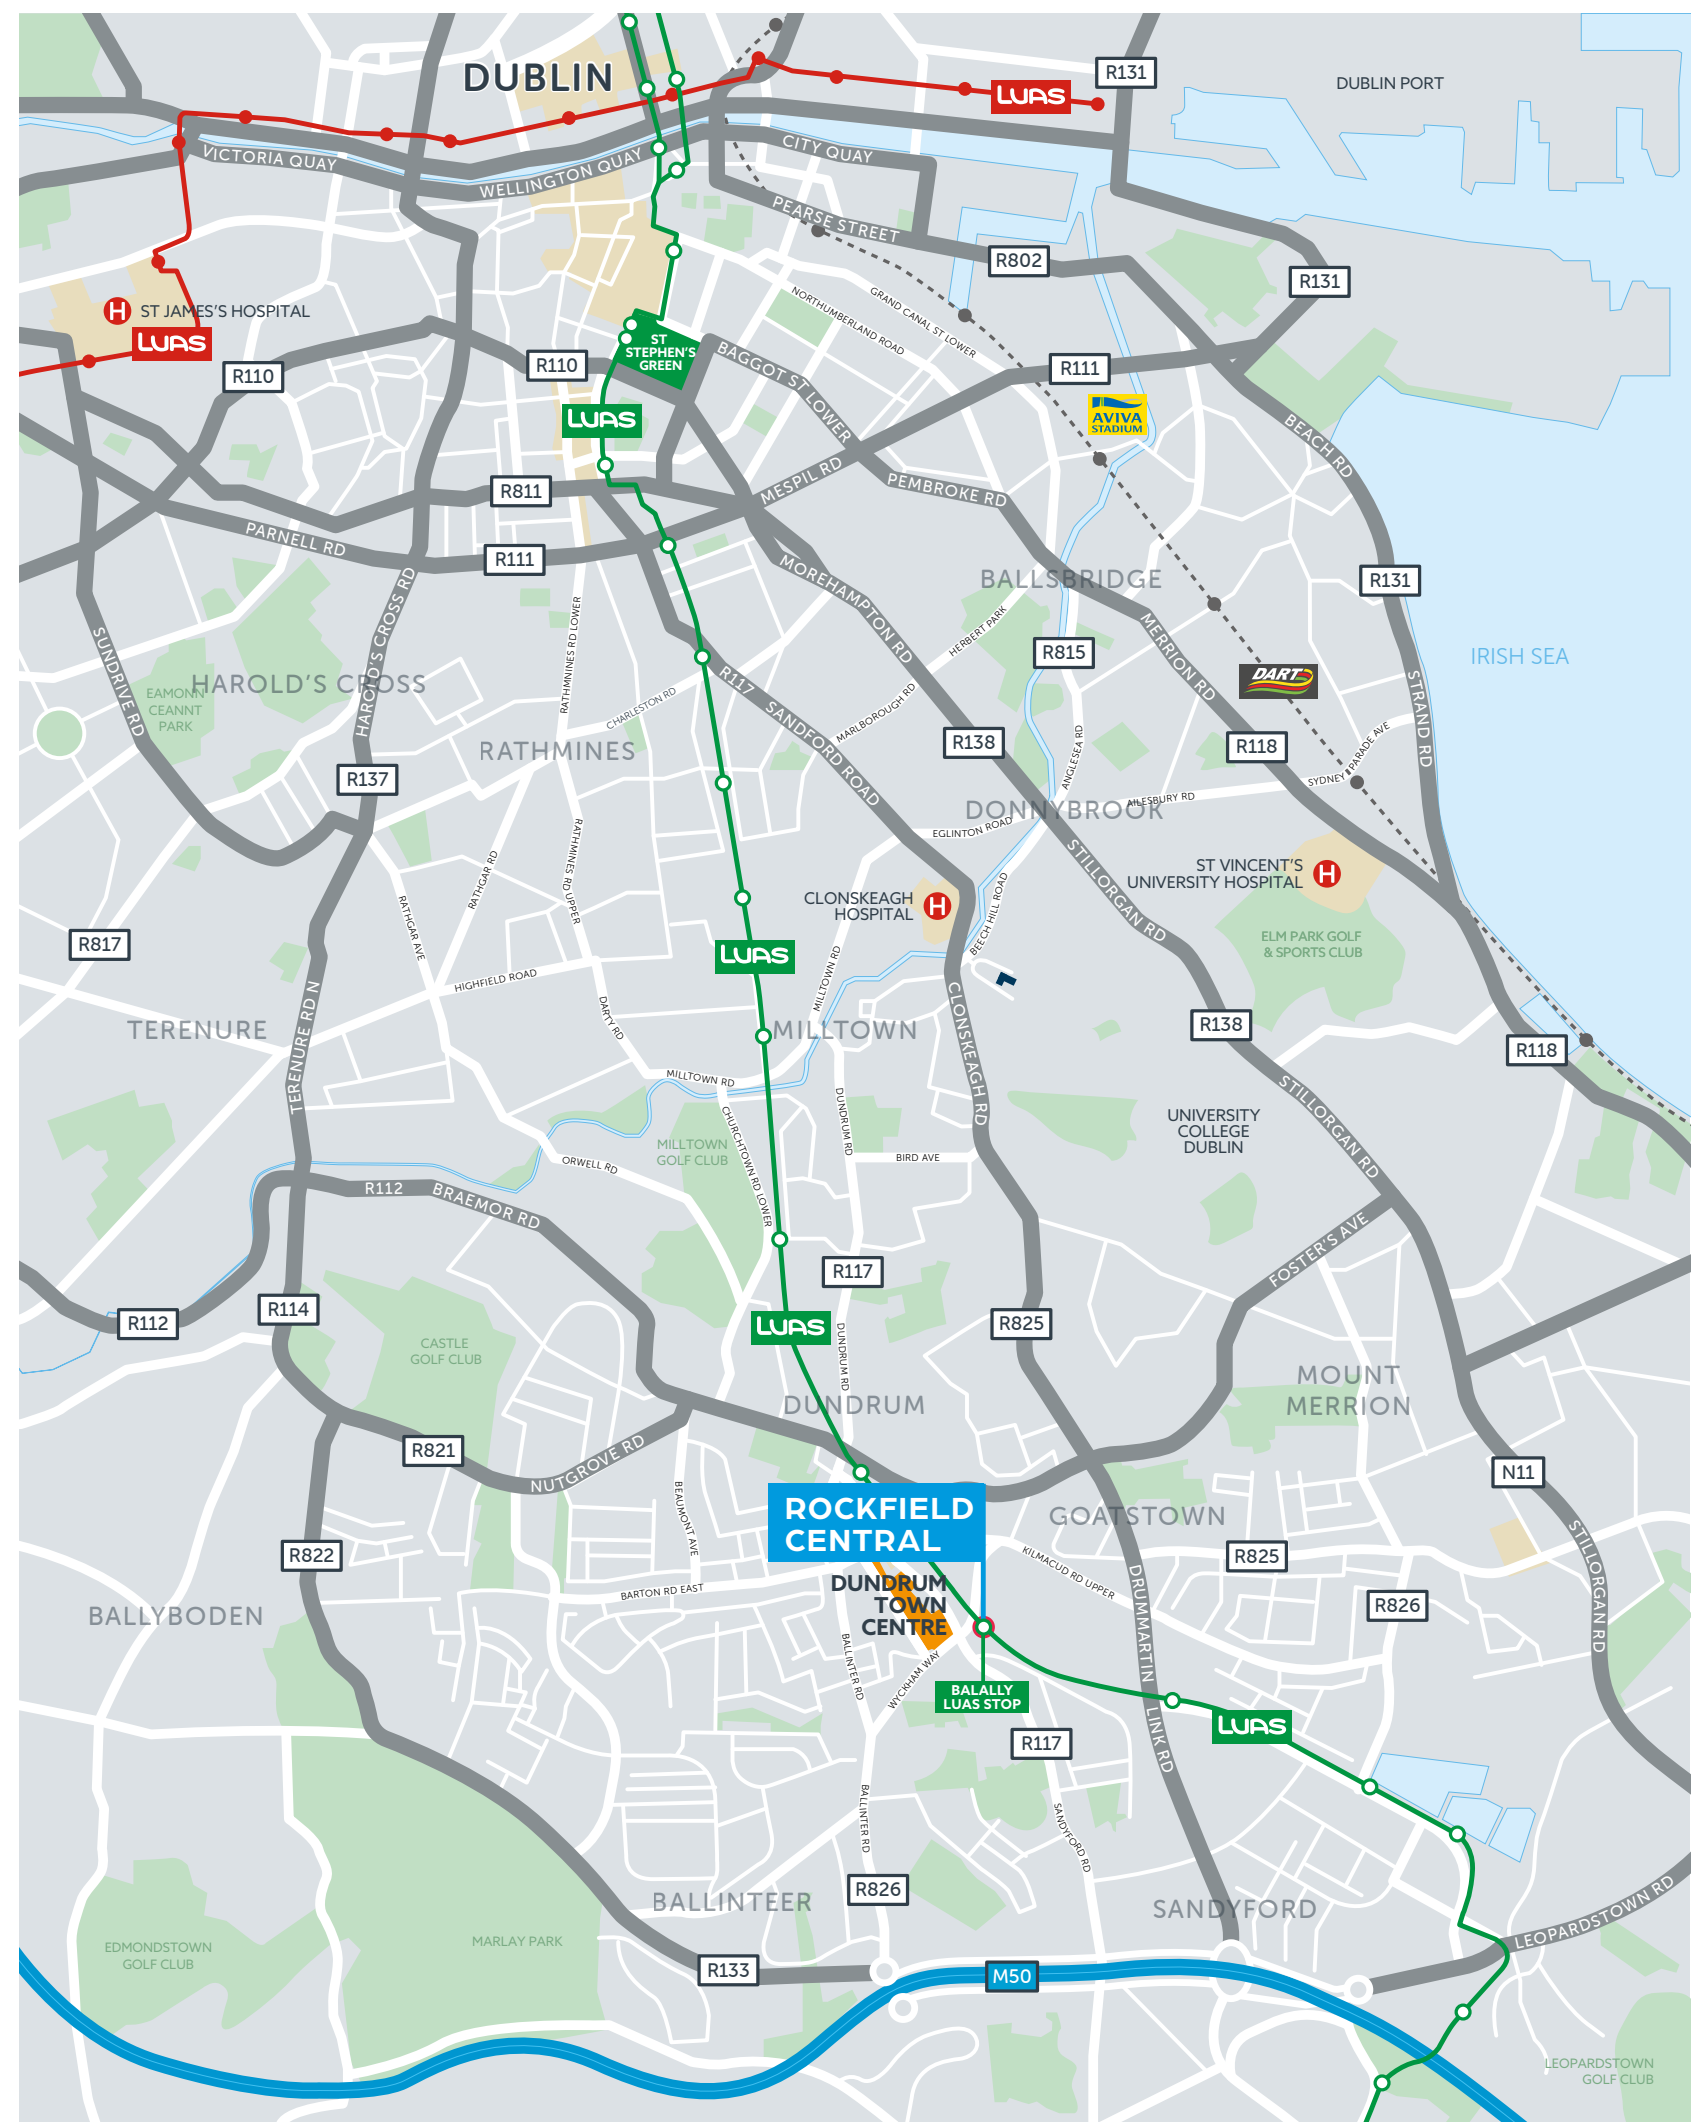 DUBLIN
LUAS
R131
DUBLIN PORT
VICTORIA QUAY
WELLINGTON QUAY
CITY QUAY
PEARSE STREET
R802
R131
H ST JAMES'S HOSPITAL
LUAS
R110
R110
ST
STEPHEN'S
GREEN
BAGGOT ST LOWER
NORTHUMBERLAND ROAD
GRAND CANAL ST LOWER
R111
AVIVA
STADIUM
LUAS
BEACH RD
MESPIL RD
PEMBROKE RD
R811
PARNELL RD
R111
MOREHAMPTON RD
BALLSBRIDGE
R131
HAROLD'S CROSS RD
RATHMINES RD LOWER
HERBERT PARK
MERRION RD
R815
IRISH SEA
SUNDRIVE RD
HAROLD'S CROSS
EAMONN
CEANNT
PARK
R117
DART
STRAND RD
CHARLESTON RD
SANDFORD ROAD
MARLBOROUGH RD
RATHMINES
R138
ANGLESEA RD
R118
SYDNEY PARADE AVE
R137
DONNYBROOK
AILESBURY RD
EGLINTON ROAD
RATHGAR RD
RATHMINES RD UPPER
STILLORGAN RD
ST VINCENT'S
UNIVERSITY HOSPITAL
H
CLONSKEAGH
HOSPITAL
H
RATHGAR AVE
BEECH HILL ROAD
R817
LUAS
ELM PARK GOLF
& SPORTS CLUB
HIGHFIELD ROAD
MILLTOWN RD
TERENURE RD N
DARTY RD
CLONSKEAGH RD
TERENURE
MILLTOWN
R138
R118
MILLTOWN RD
DUNDRUM RD
CHURCHTOWN RD LOWER
STILLORGAN RD
UNIVERSITY
COLLEGE
DUBLIN
MILLTOWN
GOLF CLUB
BIRD AVE
ORWELL RD
R112
BRAEMOR RD
FOSTER'S AVE
R117
R114
R112
LUAS
R825
DUNDRUM RD
CASTLE
GOLF CLUB
MOUNT
MERRION
DUNDRUM
R821
NUTGROVE RD
N11
BEAUMONT AVE
ROCKFIELD
CENTRAL
GOATSTOWN
STILLORGAN RD
R822
R825
KILMACUD RD UPPER
DRUMMARTIN LINK RD
BARTON RD EAST
DUNDRUM
TOWN
CENTRE
R826
BALLYBODEN
BALLINTER RD
WYCKHAM WAY
BALALLY
LUAS STOP
LUAS
R117
BALLINTER RD
SANDYFORD RD
R826
BALLINTEER
SANDYFORD
LEOPARDSTOWN RD
EDMONDSTOWN
GOLF CLUB
MARLAY PARK
R133
M50
LEOPARDSTOWN
GOLF CLUB